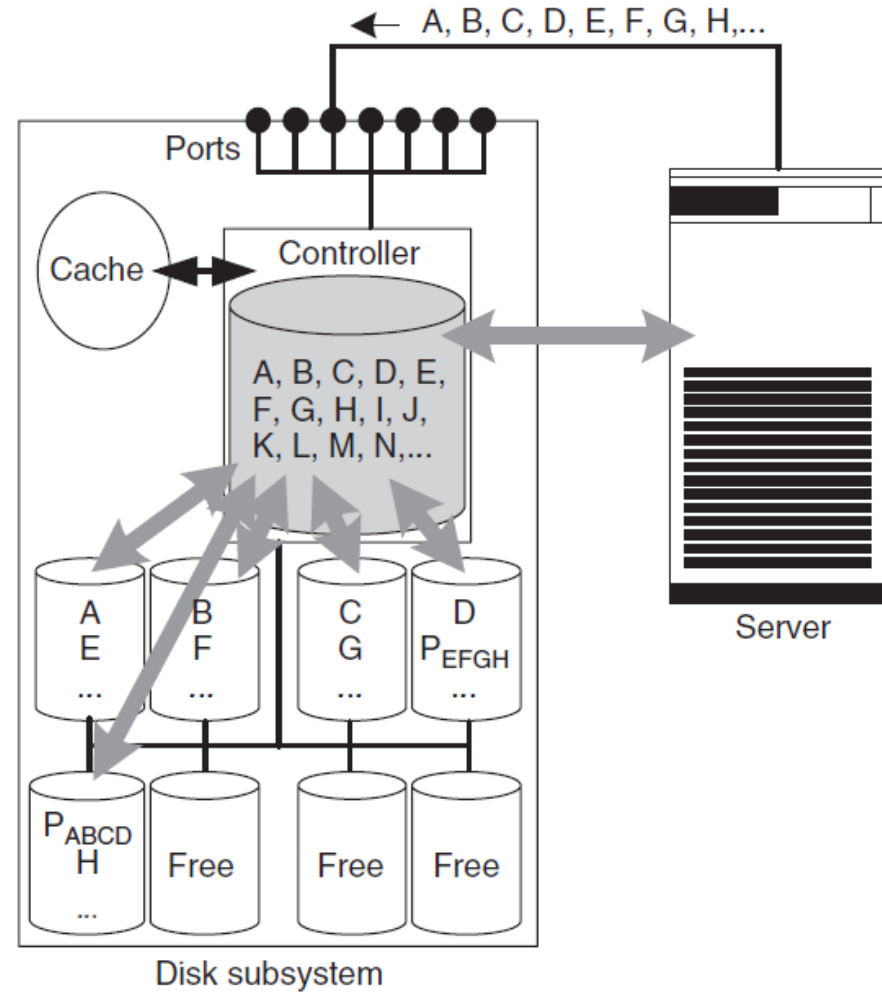 A, B, C, D, E, F, G, H,...
Ports
Controller
Cache
A, B, C, D, E,
F, G, H, I, J,
K, L, M, N,...
A
E
...
B
F
...
C
G
...
D
PEFGH
...
Server
PABCD
H
...
Free
Free
Free
Disk subsystem